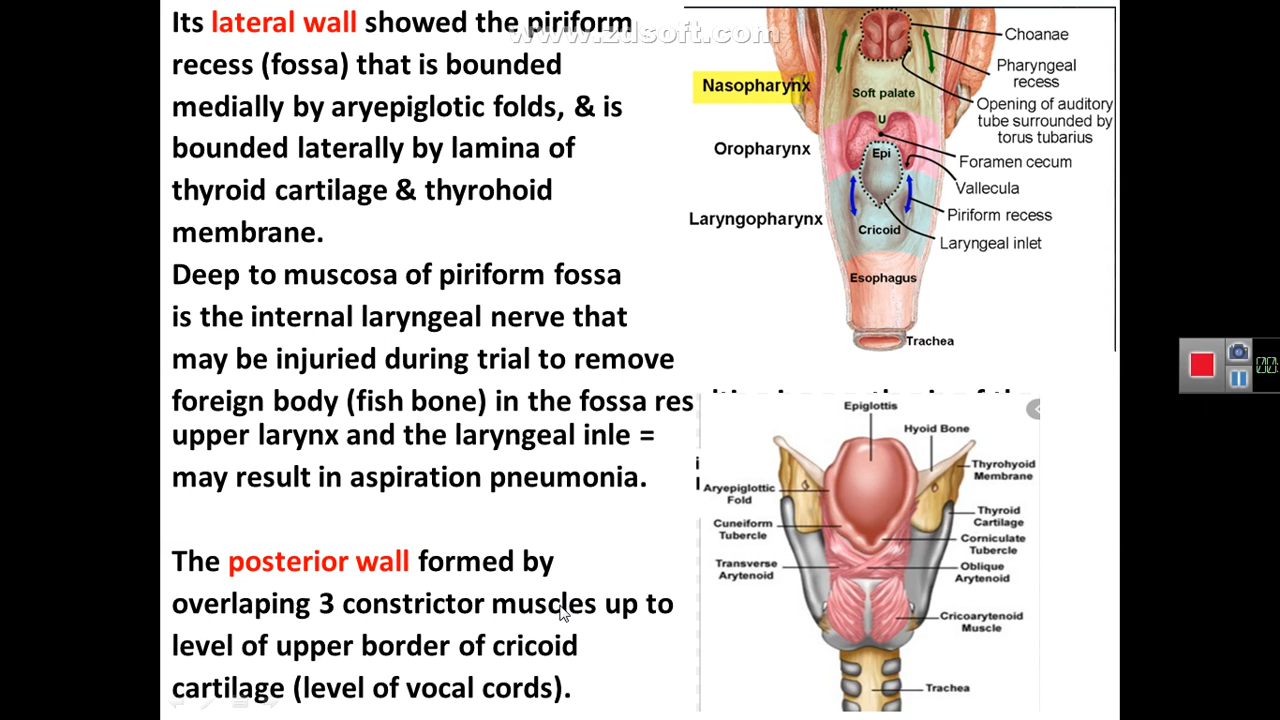 Its lateral wall showed the piriform
recess (fossa) that is bounded
medially by aryepiglotic folds, & is
bounded laterally by lamina of
thyroid cartilage & thyrohoid
membrane.
Deep to muscosa of piriform fossa
is the internal laryngeal nerve that
may be injuried during trial to remove
foreign body (fish bone) in the fossa res
upper larynx and the laryngeal inle =
may result in aspiration pneumonia.
The posterior wall formed by
overlaping 3 constrictor muscles up to
level of upper border of cricoid
cartilage (level of vocal cords).
www.zdsoft.com
Choanae
Pharyngeal
recess
Nasopharynx
Soft palate
Opening of auditory
tube surrounded by
torus tubarius
U
Oropharynx
Epi
Foramen cecum
Vallecula
Piriform recess
Laryngopharynx
Cricoid
Laryngeal inlet
Esophagus
Trachea
Epiglottis
Hyoid Bone
Thyrohyoid
Membrane
Aryepiglottic
Fold
Thyroid
Cartilage
Cuneiform
Tubercle
Corniculate
Tubercle
Transverse
Arytenoid
Oblique
Arytenoid
Cricoarytenoid
Muscle
Trachea